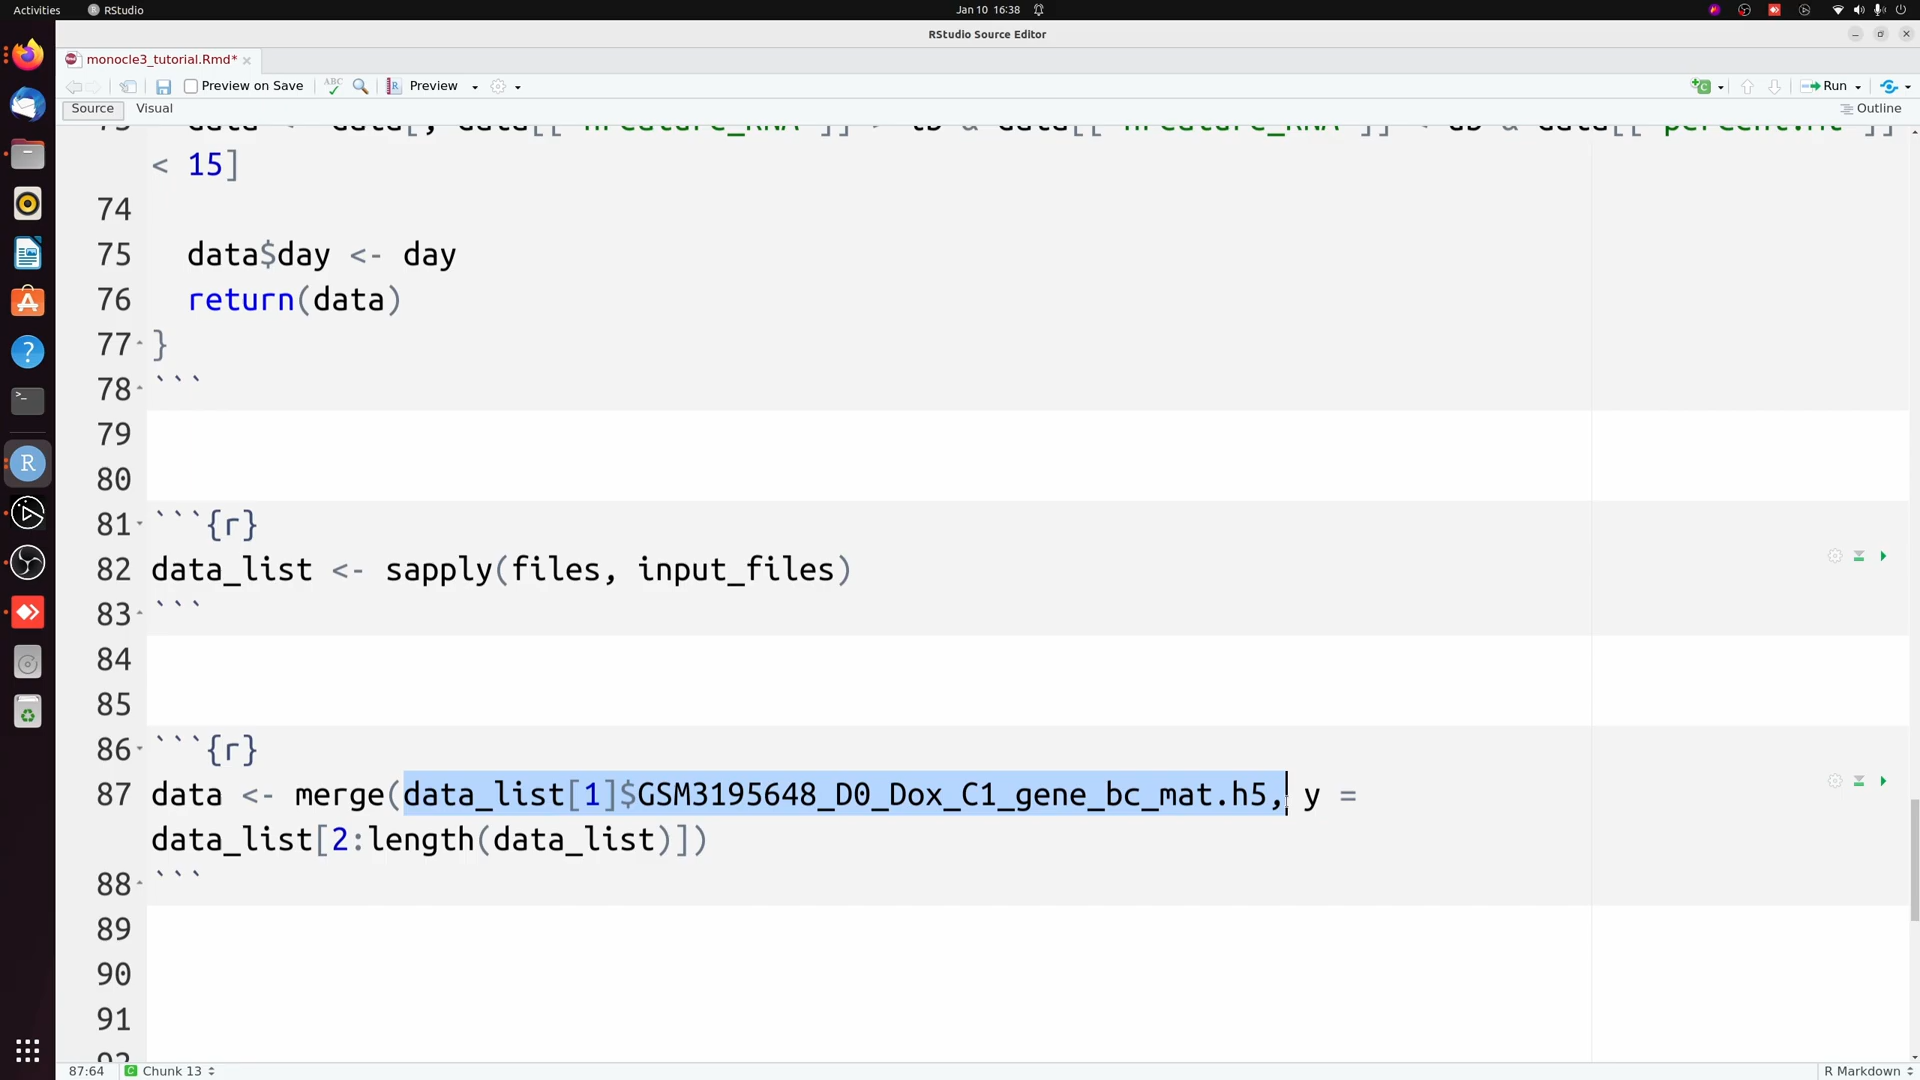 Activities RStudio Jan 10 16:38
RStudio Source Editor
monocle3_tutorial.Rmd*
Preview on Save ABC Preview Run
Source Visual Outline
< 15]
74
75 data$day <- day
76 return(data)
77 }
78 ```
79
80
81 ```{r}
82 data_list <- sapply(files, input_files)
83 ```
84
85
86 ```{r}
87 data <- merge(data_list[1]$GSM3195648_D0_Dox_C1_gene_bc_mat.h5, y =
data_list[2:length(data_list)])
88 ```
89
90
91
87:64 C Chunk 13 R Markdown